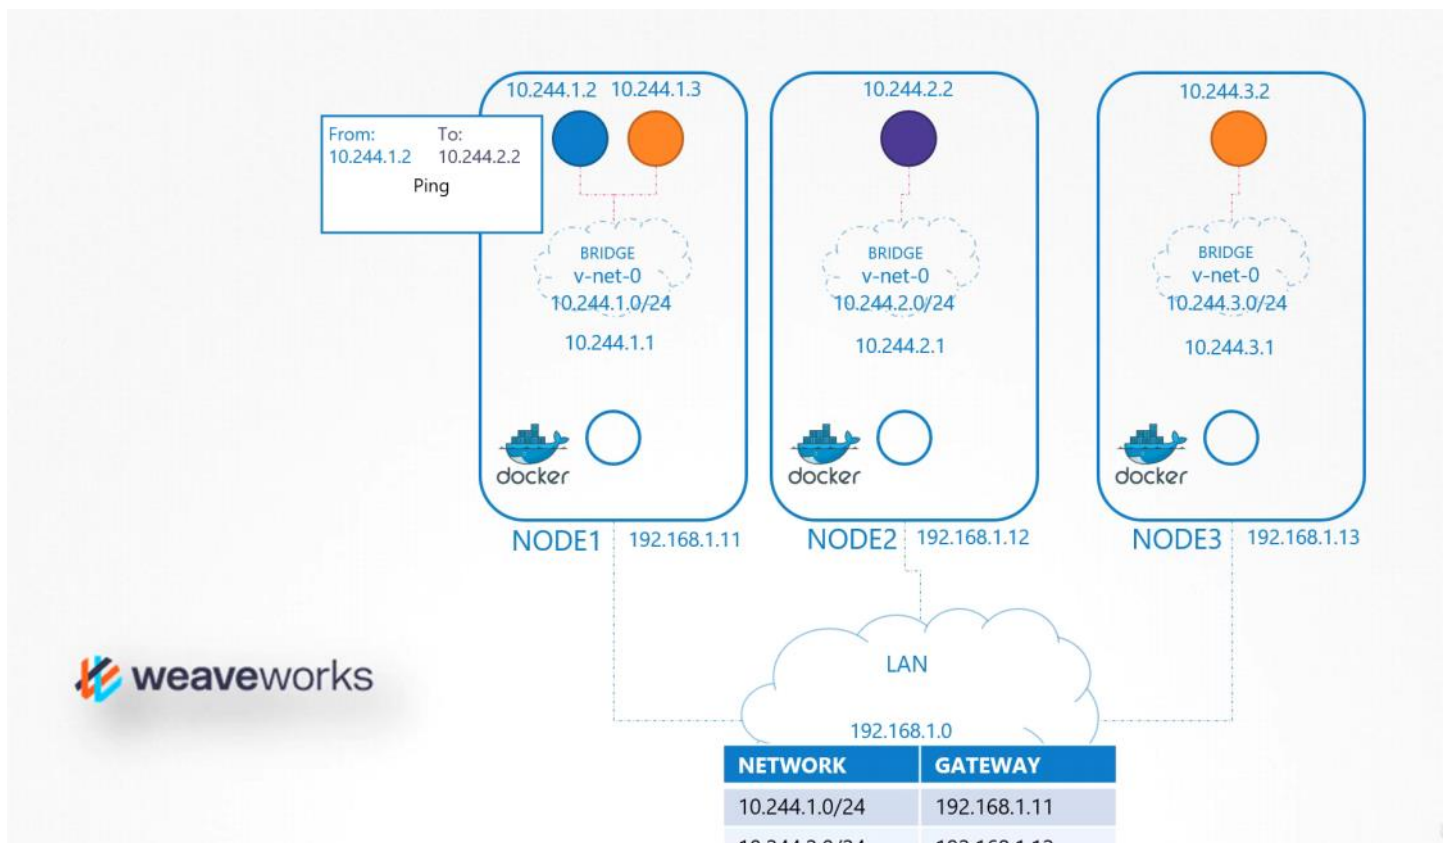 10.244.1.2 10.244.1.3
10.244.2.2
10.244.3.2
From: To:
10.244.1.2 10.244.2.2
Ping
BRIDGE
v-net-0
10.244.1.0/24
10.244.1.1
BRIDGE
v-net-0
10.244.2.0/24
10.244.2.1
BRIDGE
v-net-0
10.244.3.0/24
10.244.3.1
docker
docker
docker
NODE1 192.168.1.11
NODE2 192.168.1.12
NODE3 192.168.1.13
LAN
192.168.1.0
weaveworks
NETWORK GATEWAY
10.244.1.0/24 192.168.1.11